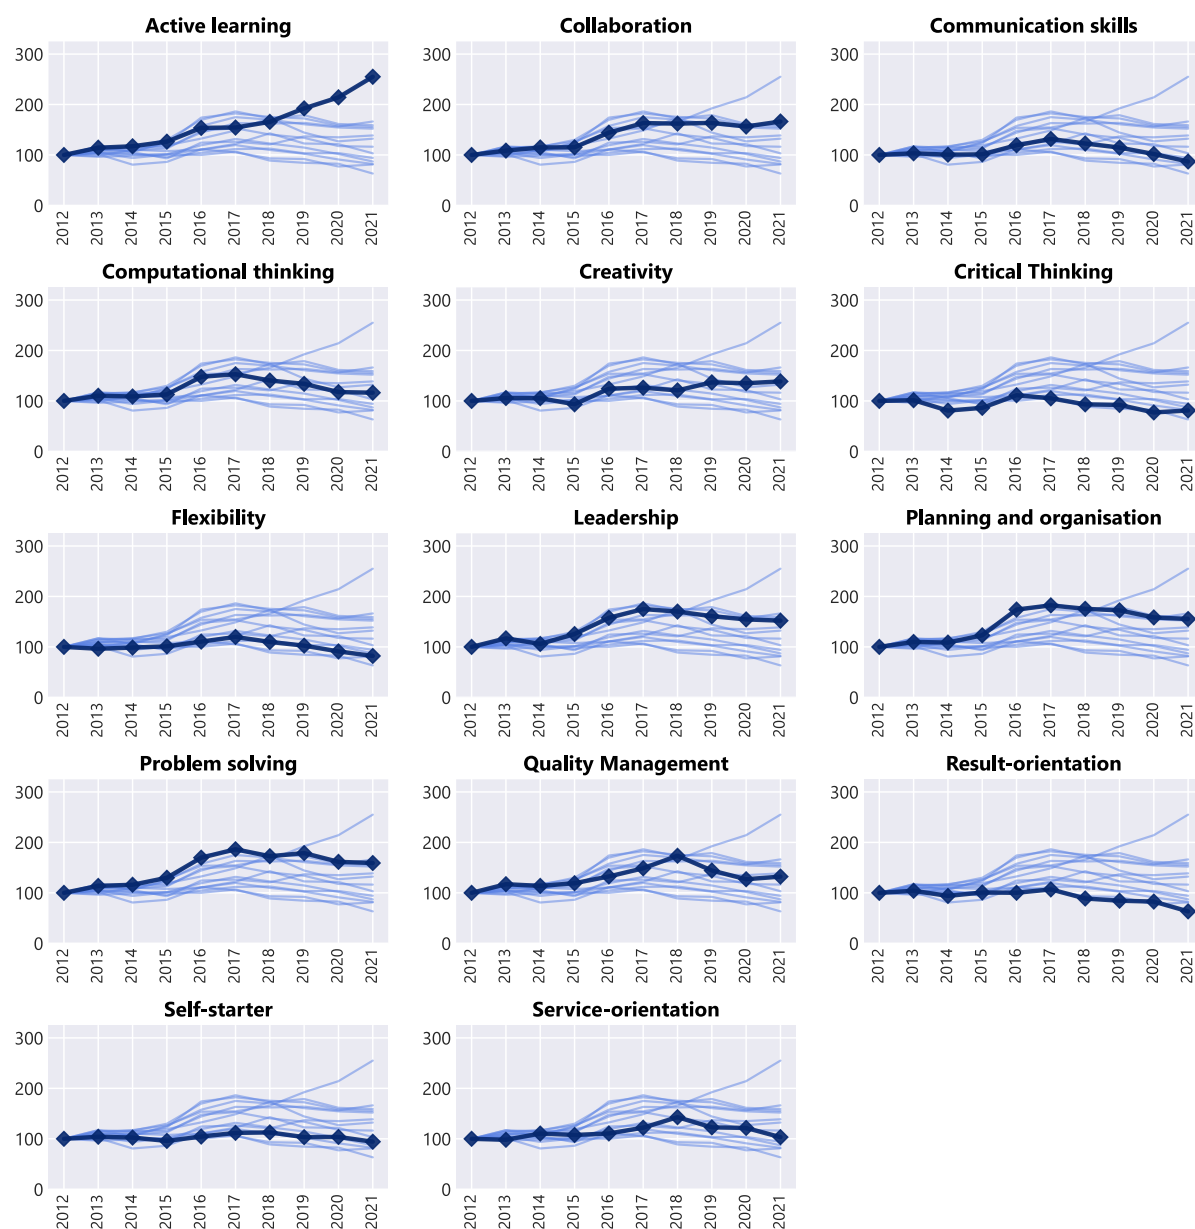 Active learning Collaboration Communication skills
300 300 300
200 200 200
100 100 100
0 0 0
2012 2013 2014 2015 2016 2017 2018 2019 2020 2021 2012 2013 2014 2015 2016 2017 2018 2019 2020 2021 2012 2013 2014 2015 2016 2017 2018 2019 2020 2021
Computational thinking Creativity Critical Thinking
300 300 300
200 200 200
100 100 100
0 0 0
2012 2013 2014 2015 2016 2017 2018 2019 2020 2021 2012 2013 2014 2015 2016 2017 2018 2019 2020 2021 2012 2013 2014 2015 2016 2017 2018 2019 2020 2021
Flexibility Leadership Planning and organisation
300 300 300
200 200 200
100 100 100
0 0 0
2012 2013 2014 2015 2016 2017 2018 2019 2020 2021 2012 2013 2014 2015 2016 2017 2018 2019 2020 2021 2012 2013 2014 2015 2016 2017 2018 2019 2020 2021
Problem solving Quality Management Result-orientation
300 300 300
200 200 200
100 100 100
0 0 0
2012 2013 2014 2015 2016 2017 2018 2019 2020 2021 2012 2013 2014 2015 2016 2017 2018 2019 2020 2021 2012 2013 2014 2015 2016 2017 2018 2019 2020 2021
Self-starter Service-orientation
300 300
200 200
100 100
0 0
2012 2013 2014 2015 2016 2017 2018 2019 2020 2021 2012 2013 2014 2015 2016 2017 2018 2019 2020 2021